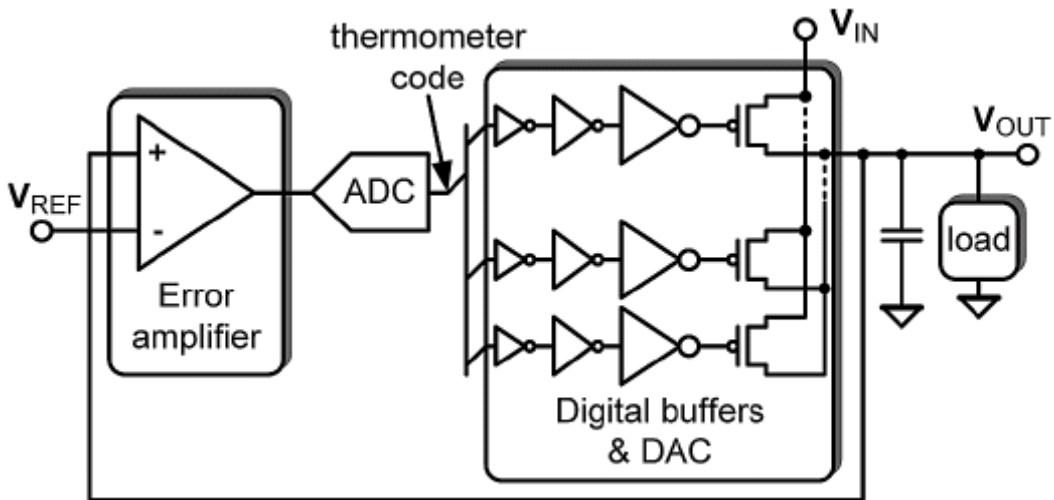 thermometer
code
V_IN
V_OUT
V_REF
+
-
ADC
load
Error
amplifier
Digital buffers
& DAC